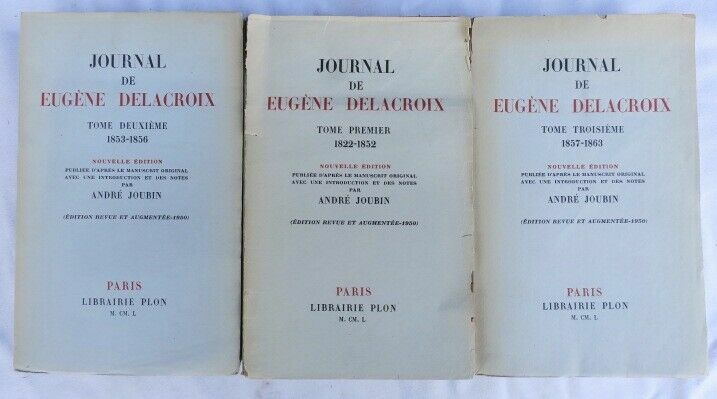 JOURNAL
DE
EUGÈNE DELACROIX
TOME DEUXIÈME
1853-1856
NOUVELLE ÉDITION
PUBLIÉE D'APRÈS LE MANUSCRIT ORIGINAL
AVEC UNE INTRODUCTION ET DES NOTES
PAR
ANDRÉ JOUBIN
(ÉDITION REVUE ET AUGMENTÉE-1950)
PARIS
LIBRAIRIE PLON
M. CM. L
JOURNAL
DE
EUGÈNE DELACROIX
TOME PREMIER
1822-1852
NOUVELLE ÉDITION
PUBLIÉE D'APRÈS LE MANUSCRIT ORIGINAL
AVEC UNE INTRODUCTION ET DES NOTES
PAR
ANDRÉ JOUBIN
(ÉDITION REVUE ET AUGMENTÉE-1950)
PARIS
LIBRAIRIE PLON
M. CM. L
JOURNAL
DE
EUGÈNE DELACROIX
TOME TROISIÈME
1857-1863
NOUVELLE ÉDITION
PUBLIÉE D'APRÈS LE MANUSCRIT ORIGINAL
AVEC UNE INTRODUCTION ET DES NOTES
PAR
ANDRÉ JOUBIN
(ÉDITION REVUE ET AUGMENTÉE-1950)
PARIS
LIBRAIRIE PLON
M. CM. L